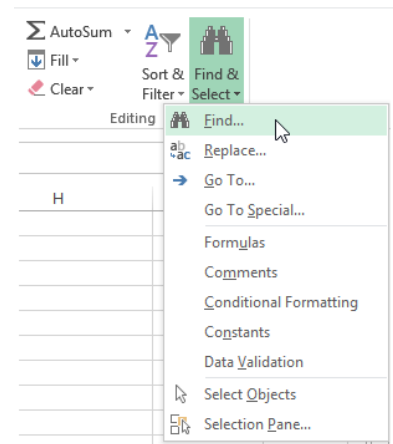 AutoSum
Fill
Clear
Sort & Filter
Find & Select
Editing
Find...
Replace...
Go To...
Go To Special...
Formulas
Comments
Conditional Formatting
Constants
Data Validation
Select Objects
Selection Pane...
H